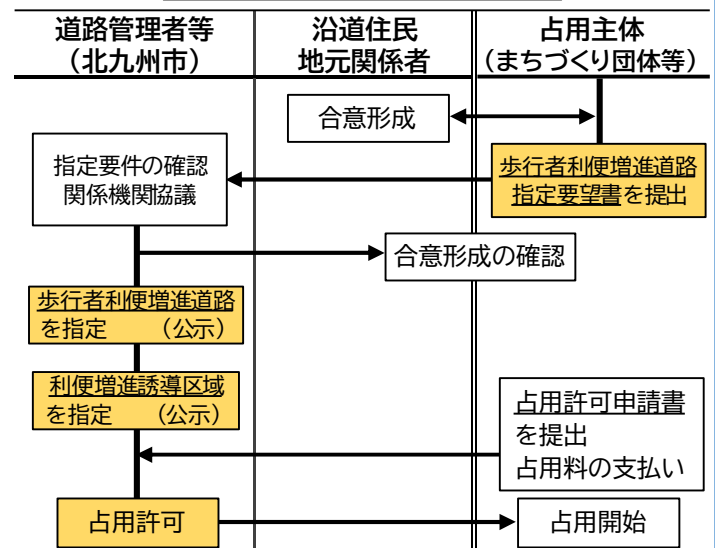 道路管理者等
（北九州市）
沿道住民
地元関係者
占用主体
（まちづくり団体等）
合意形成
指定要件の確認
関係機関協議
歩行者利便増進道路
指定要望書を提出
合意形成の確認
歩行者利便増進道路
を指定　（公示）
利便増進誘導区域
を指定　（公示）
占用許可申請書
を提出
占用料の支払い
占用許可
占用開始